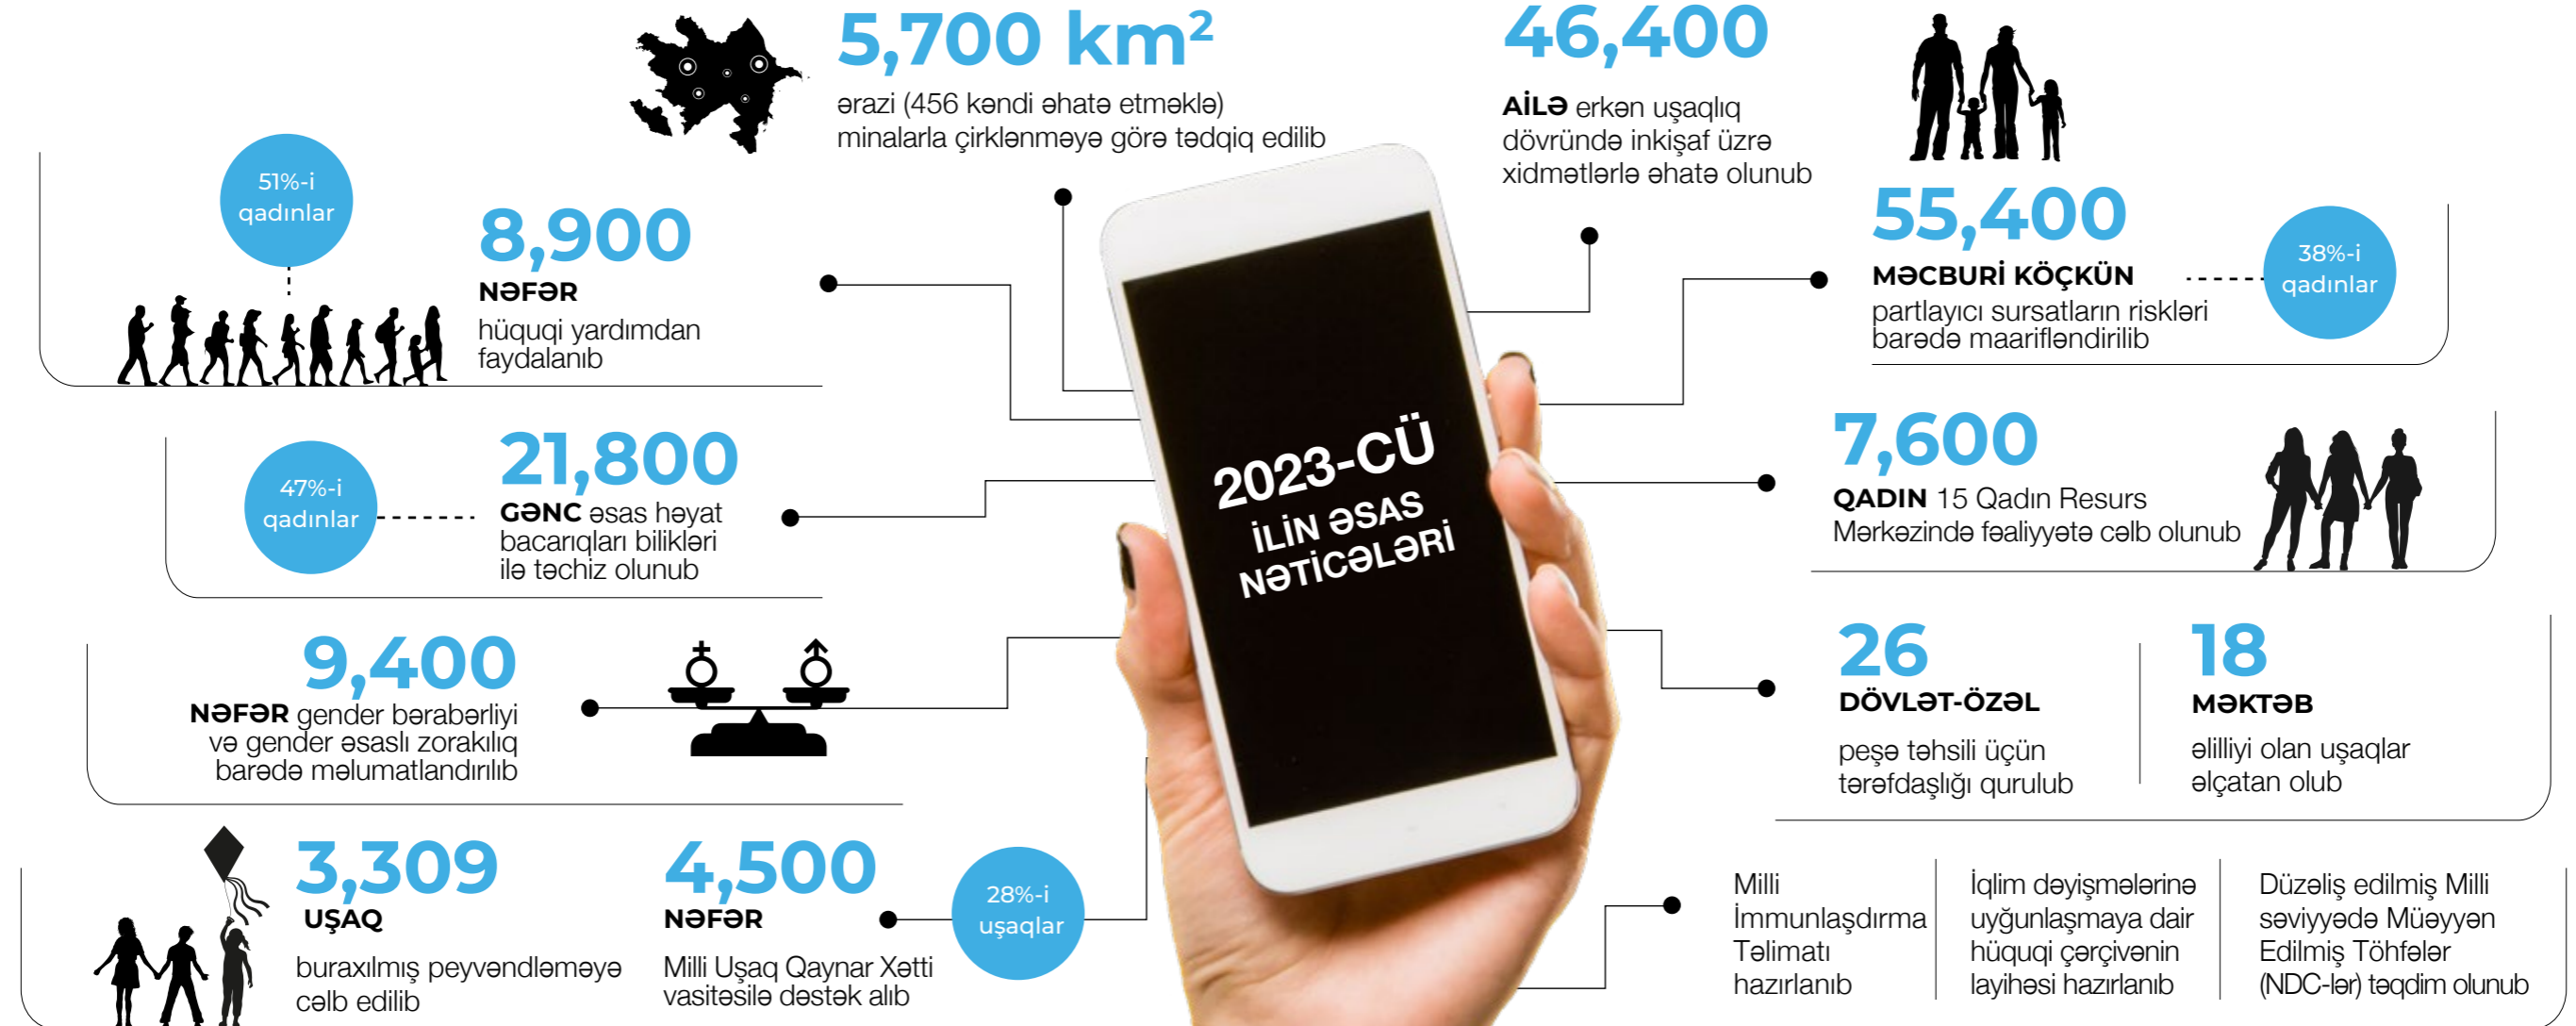 5,700 km²
ərazi (456 kəndi əhatə etməklə)
minalarla çirklənməyə görə tədqiq edilib
46,400
AİLƏ erkən uşaqlıq
dövründə inkişaf üzrə
xidmətlərlə əhatə olunub
51%-i
qadınlar
8,900
NƏFƏR
hüquqi yardımdan
faydalanıb
55,400
MƏCBURİ KÖÇKÜN
partlayıcı sursatların riskləri
barədə maarifləndirilib
38%-i
qadınlar
47%-i
qadınlar
21,800
GƏNC əsas həyat
bacarıqları bilikləri
ilə təchiz olunub
2023-CÜ
İLİN ƏSAS
NƏTİCƏLƏRİ
7,600
QADIN 15 Qadın Resurs
Mərkəzində fəaliyyətə cəlb olunub
9,400
NƏFƏR gender bərabərliyi
və gender əsaslı zorakılıq
barədə məlumatlandırılıb
26
DÖVLƏT-ÖZƏL
peşə təhsili üçün
tərəfdaşlığı qurulub
18
MƏKTƏB
əlilliyi olan uşaqlar
əlçatan olub
3,309
UŞAQ
buraxılmış peyvəndləməyə
cəlb edilib
4,500
NƏFƏR
Milli Uşaq Qaynar Xətti
vasitəsilə dəstək alıb
28%-i
uşaqlar
Milli
İmmunlaşdırma
Təlimatı
hazırlanıb
İqlim dəyişmələrinə
uyğunlaşmaya dair
hüquqi çərçivənin
layihəsi hazırlanıb
Düzəliş edilmiş Milli
səviyyədə Müəyyən
Edilmiş Töhfələr
(NDC-lər) təqdim olunub